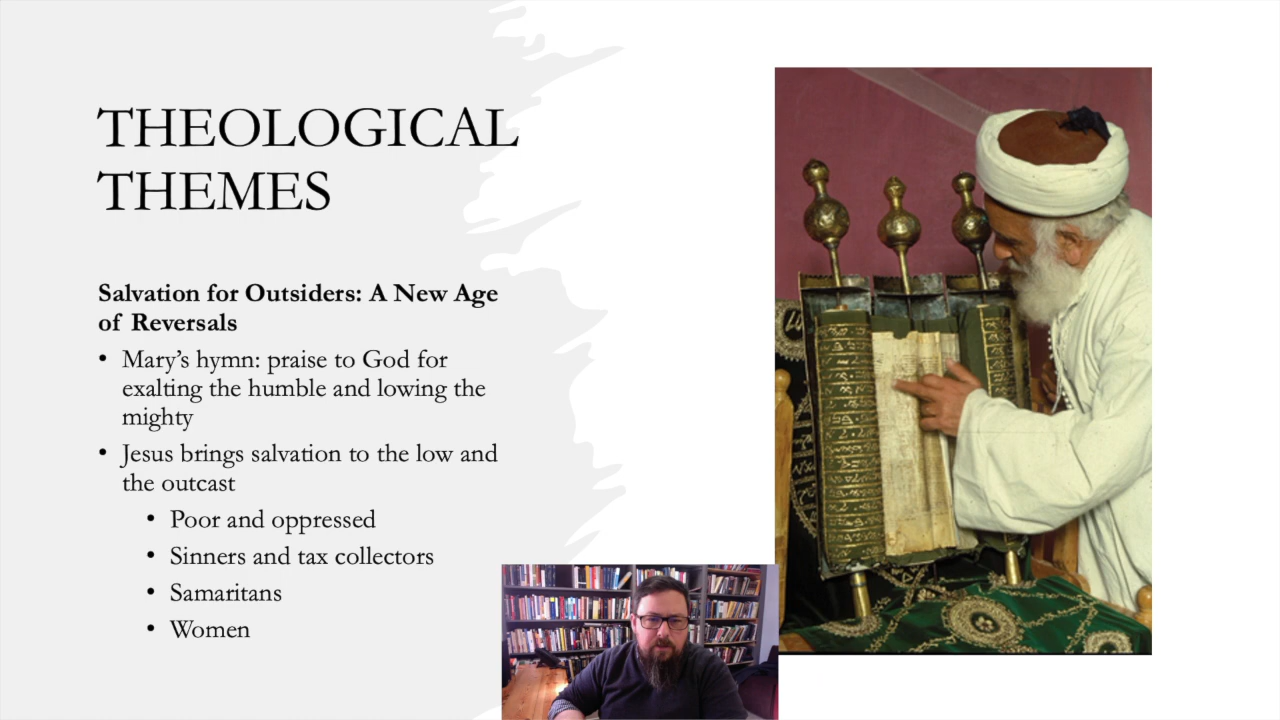 THEOLOGICAL
THEMES
Salvation for Outsiders: A New Age
of Reversals
• Mary’s hymn: praise to God for
exalting the humble and lowing the
mighty
• Jesus brings salvation to the low and
the outcast
• Poor and oppressed
• Sinners and tax collectors
• Samaritans
• Women